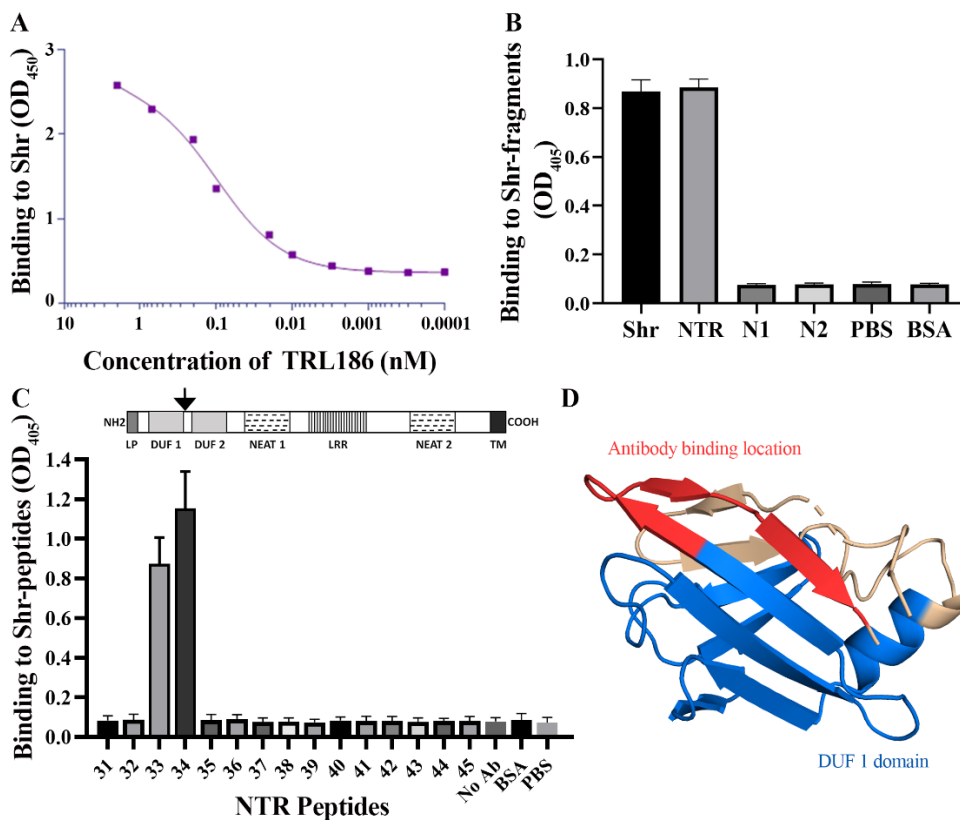 A
Binding to Shr (OD450)
3
2
1
0
10 1 0.1 0.01 0.001 0.0001
Concentration of TRL186 (nM)
B
Binding to Shr-fragments
(OD405)
1.0
0.8
0.6
0.4
0.2
0.0
Shr NTR N1 N2 PBS BSA
C
NH2 COOH
LP DUF 1 DUF 2 NEAT 1 LRR NEAT 2 TM
Binding to Shr-peptides (OD405)
1.4
1.2
1.0
0.8
0.6
0.4
0.2
0.0
31 32 33 34 35 36 37 38 39 40 41 42 43 44 45 No Ab BSA PBS
NTR Peptides
D
Antibody binding location
DUF 1 domain